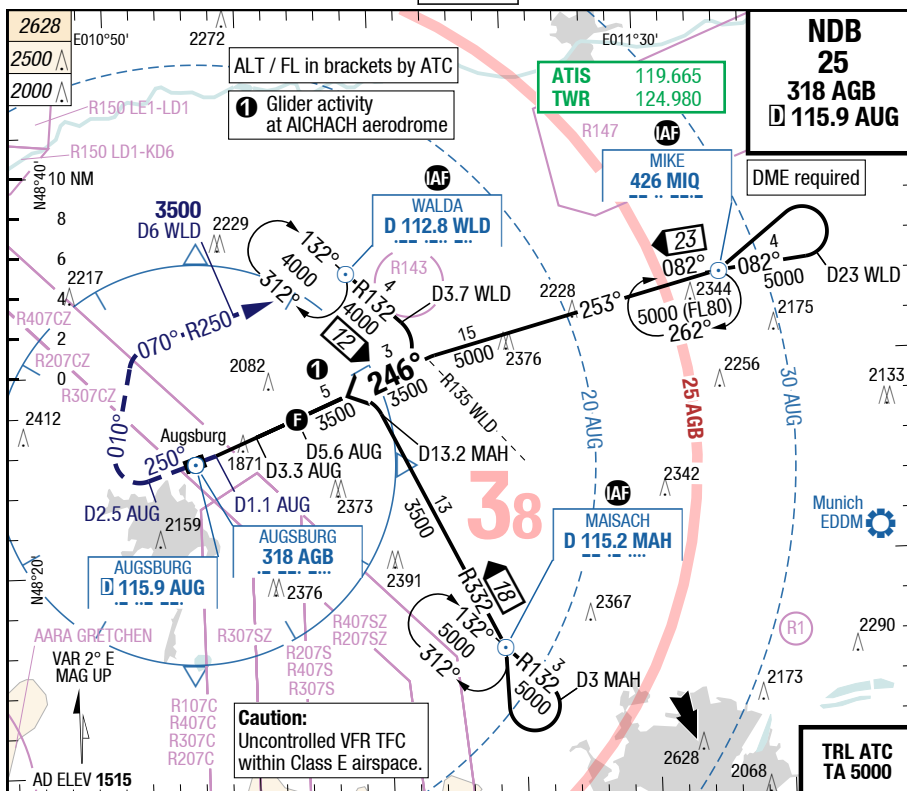 2628
2500
2000
E010°50'
2272
ALT / FL in brackets by ATC
1 Glider activity
at AICHACH aerodrome
E011°30'
ATIS 119.665
TWR 124.980
NDB
25
318 AGB
D 115.9 AUG
R150 LE1-LD1
R150 LD1-KD6
N48°40'
10 NM
8
6
4
2
0
R147
IAF
MIKE
426 MIQ
DME required
IAF
WALDA
D 112.8 WLD
3500
D6 WLD
2229
2217
132°
4000
312°
R143
R132
4
4000
D3.7 WLD
23
082°
2344
5000 (FL80)
262°
4
082°
5000
D23 WLD
2175
2228
253°
R407CZ
R207CZ
R307CZ
070°·R250
12
3
246°
3500
15
5000
2376
R135 WLD
2082
1
5
3500
F
2256
2133
2412
010°
250°
Augsburg
1871
D3.3 AUG
D5.6 AUG
D13.2 MAH
20 AUG
25 AGB
30 AUG
D2.5 AUG
D1.1 AUG
2373
2159
13
3500
38
2342
IAF
MAISACH
D 115.2 MAH
Munich
EDDM
AUGSBURG
318 AGB
AUGSBURG
D 115.9 AUG
2376
2391
N48°20'
R332
18
2367
R1
2290
AARA GRETCHEN
VAR 2° E
MAG UP
R307SZ
R407SZ
R207SZ
R207S
R407S
R307S
132°
5000
312°
R132
3
5000
D3 MAH
2173
R107C
R407C
R307C
R207C
Caution:
Uncontrolled VFR TFC
within Class E airspace.
2628
2068
AD ELEV 1515
TRL ATC
TA 5000